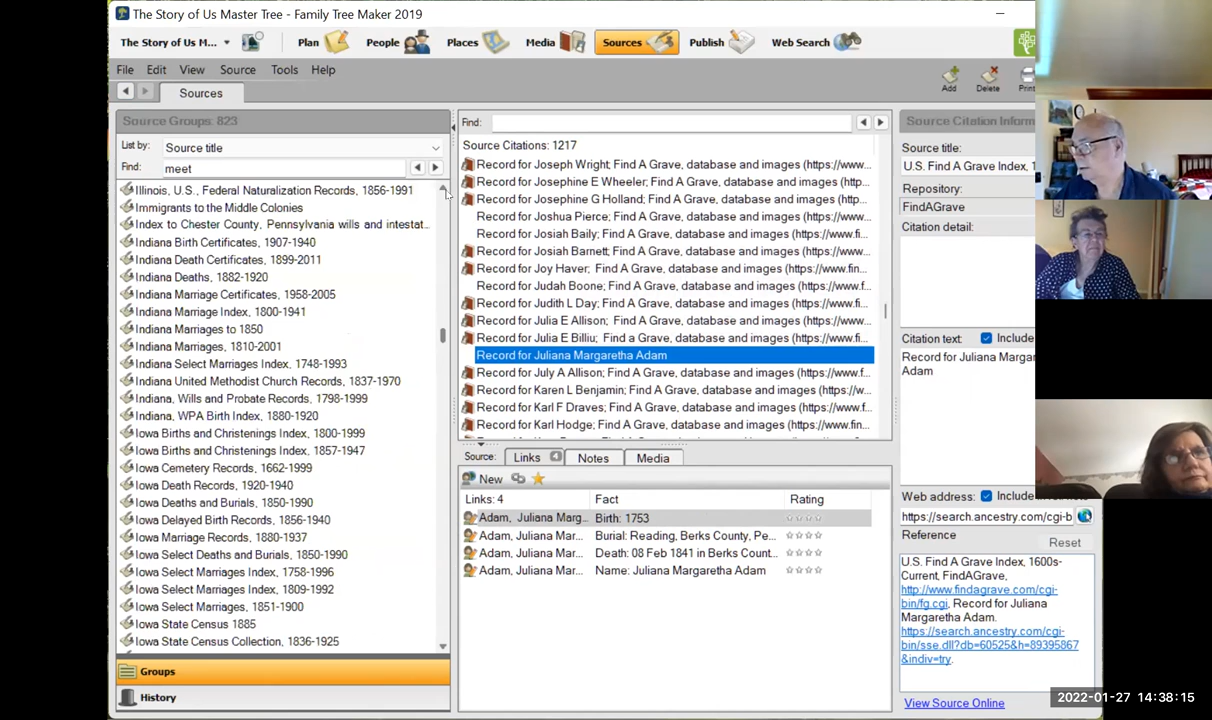 The Story of Us Master Tree - Family Tree Maker 2019
The Story of Us M...
Plan
People
Places
Media
Sources
Publish
Web Search
File
Edit
View
Source
Tools
Help
Sources
Add
Delete
Prin
Source Groups: 823
List by:
Source title
Find:
meet
Illinois, U.S., Federal Naturalization Records, 1856-1991
Immigrants to the Middle Colonies
Index to Chester County, Pennsylvania wills and intestat...
Indiana Birth Certificates, 1907-1940
Indiana Death Certificates, 1899-2011
Indiana Deaths, 1882-1920
Indiana Marriage Certificates, 1958-2005
Indiana Marriage Index, 1800-1941
Indiana Marriages to 1850
Indiana Marriages, 1810-2001
Indiana Select Marriages Index, 1748-1993
Indiana United Methodist Church Records, 1837-1970
Indiana, Wills and Probate Records, 1798-1999
Indiana, WPA Birth Index, 1880-1920
Iowa Births and Christenings Index, 1800-1999
Iowa Births and Christenings Index, 1857-1947
Iowa Cemetery Records, 1662-1999
Iowa Death Records, 1920-1940
Iowa Deaths and Burials, 1850-1990
Iowa Delayed Birth Records, 1856-1940
Iowa Marriage Records, 1880-1937
Iowa Select Deaths and Burials, 1850-1990
Iowa Select Marriages Index, 1758-1996
Iowa Select Marriages Index, 1809-1992
Iowa Select Marriages, 1851-1900
Iowa State Census 1885
Iowa State Census Collection, 1836-1925
Groups
History
Find:
Source Citations: 1217
Record for Joseph Wright; Find A Grave, database and images (https://www...
Record for Josephine E Wheeler; Find A Grave, database and images (http...
Record for Josephine G Holland; Find A Grave, database and images (https...
Record for Joshua Pierce; Find A Grave, database and images (https://www...
Record for Josiah Baily; Find A Grave, database and images (https://www.fi...
Record for Josiah Barnett; Find A Grave, database and images (https://www...
Record for Joy Haver; Find A Grave, database and images (https://www.fin...
Record for Judah Boone; Find A Grave, database and images (https://www.f...
Record for Judith L Day; Find A Grave, database and images (https://www.fi...
Record for Julia E Allison; Find A Grave, database and images (https://www...
Record for Julia E Billiu; Find a Grave, database and images (https://www.fi...
Record for Juliana Margaretha Adam
Record for July A Allison; Find A Grave, database and images (https://www.f...
Record for Karen L Benjamin; Find A Grave, database and images (https://w...
Record for Karl F Draves; Find A Grave, database and images (https://www.f...
Record for Karl Hodge; Find A Grave, database and images (https://www.fin...
Source:
Links
4
Notes
Media
New
Links: 4
Fact
Rating
Adam, Juliana Marg...
Birth: 1753
Adam, Juliana Mar...
Burial: Reading, Berks County, Pe...
Adam, Juliana Mar...
Death: 08 Feb 1841 in Berks Count...
Adam, Juliana Mar...
Name: Juliana Margaretha Adam
Source Citation Inform
Source title:
U.S. Find A Grave Index, 1
Repository:
FindAGrave
Citation detail:
Citation text:
Include
Record for Juliana Margar
Adam
Web address:
Include
https://search.ancestry.com/cgi-b
Reference
Reset
U.S. Find A Grave Index, 1600s-
Current, FindAGrave,
http://www.findagrave.com/cgi-
bin/fg.cgi, Record for Juliana
Margaretha Adam.
https://search.ancestry.com/cgi-
bin/sse.dll?db=60525&h=89395867
&indiv=try.
View Source Online
2022-01-27 14:38:15